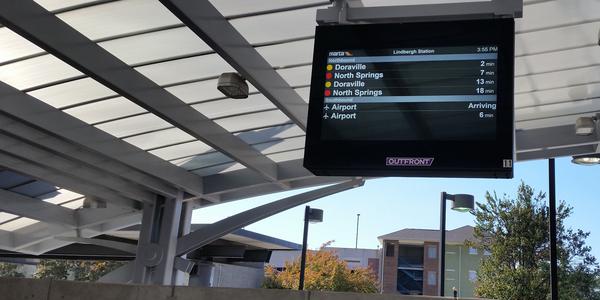 marta Lindbergh Station 3:55 PM
Northbound
Doraville 2 min
North Springs 7 min
Doraville 13 min
North Springs 18 min
Southbound
Airport Arriving
Airport 6 min
OUTFRONT
11